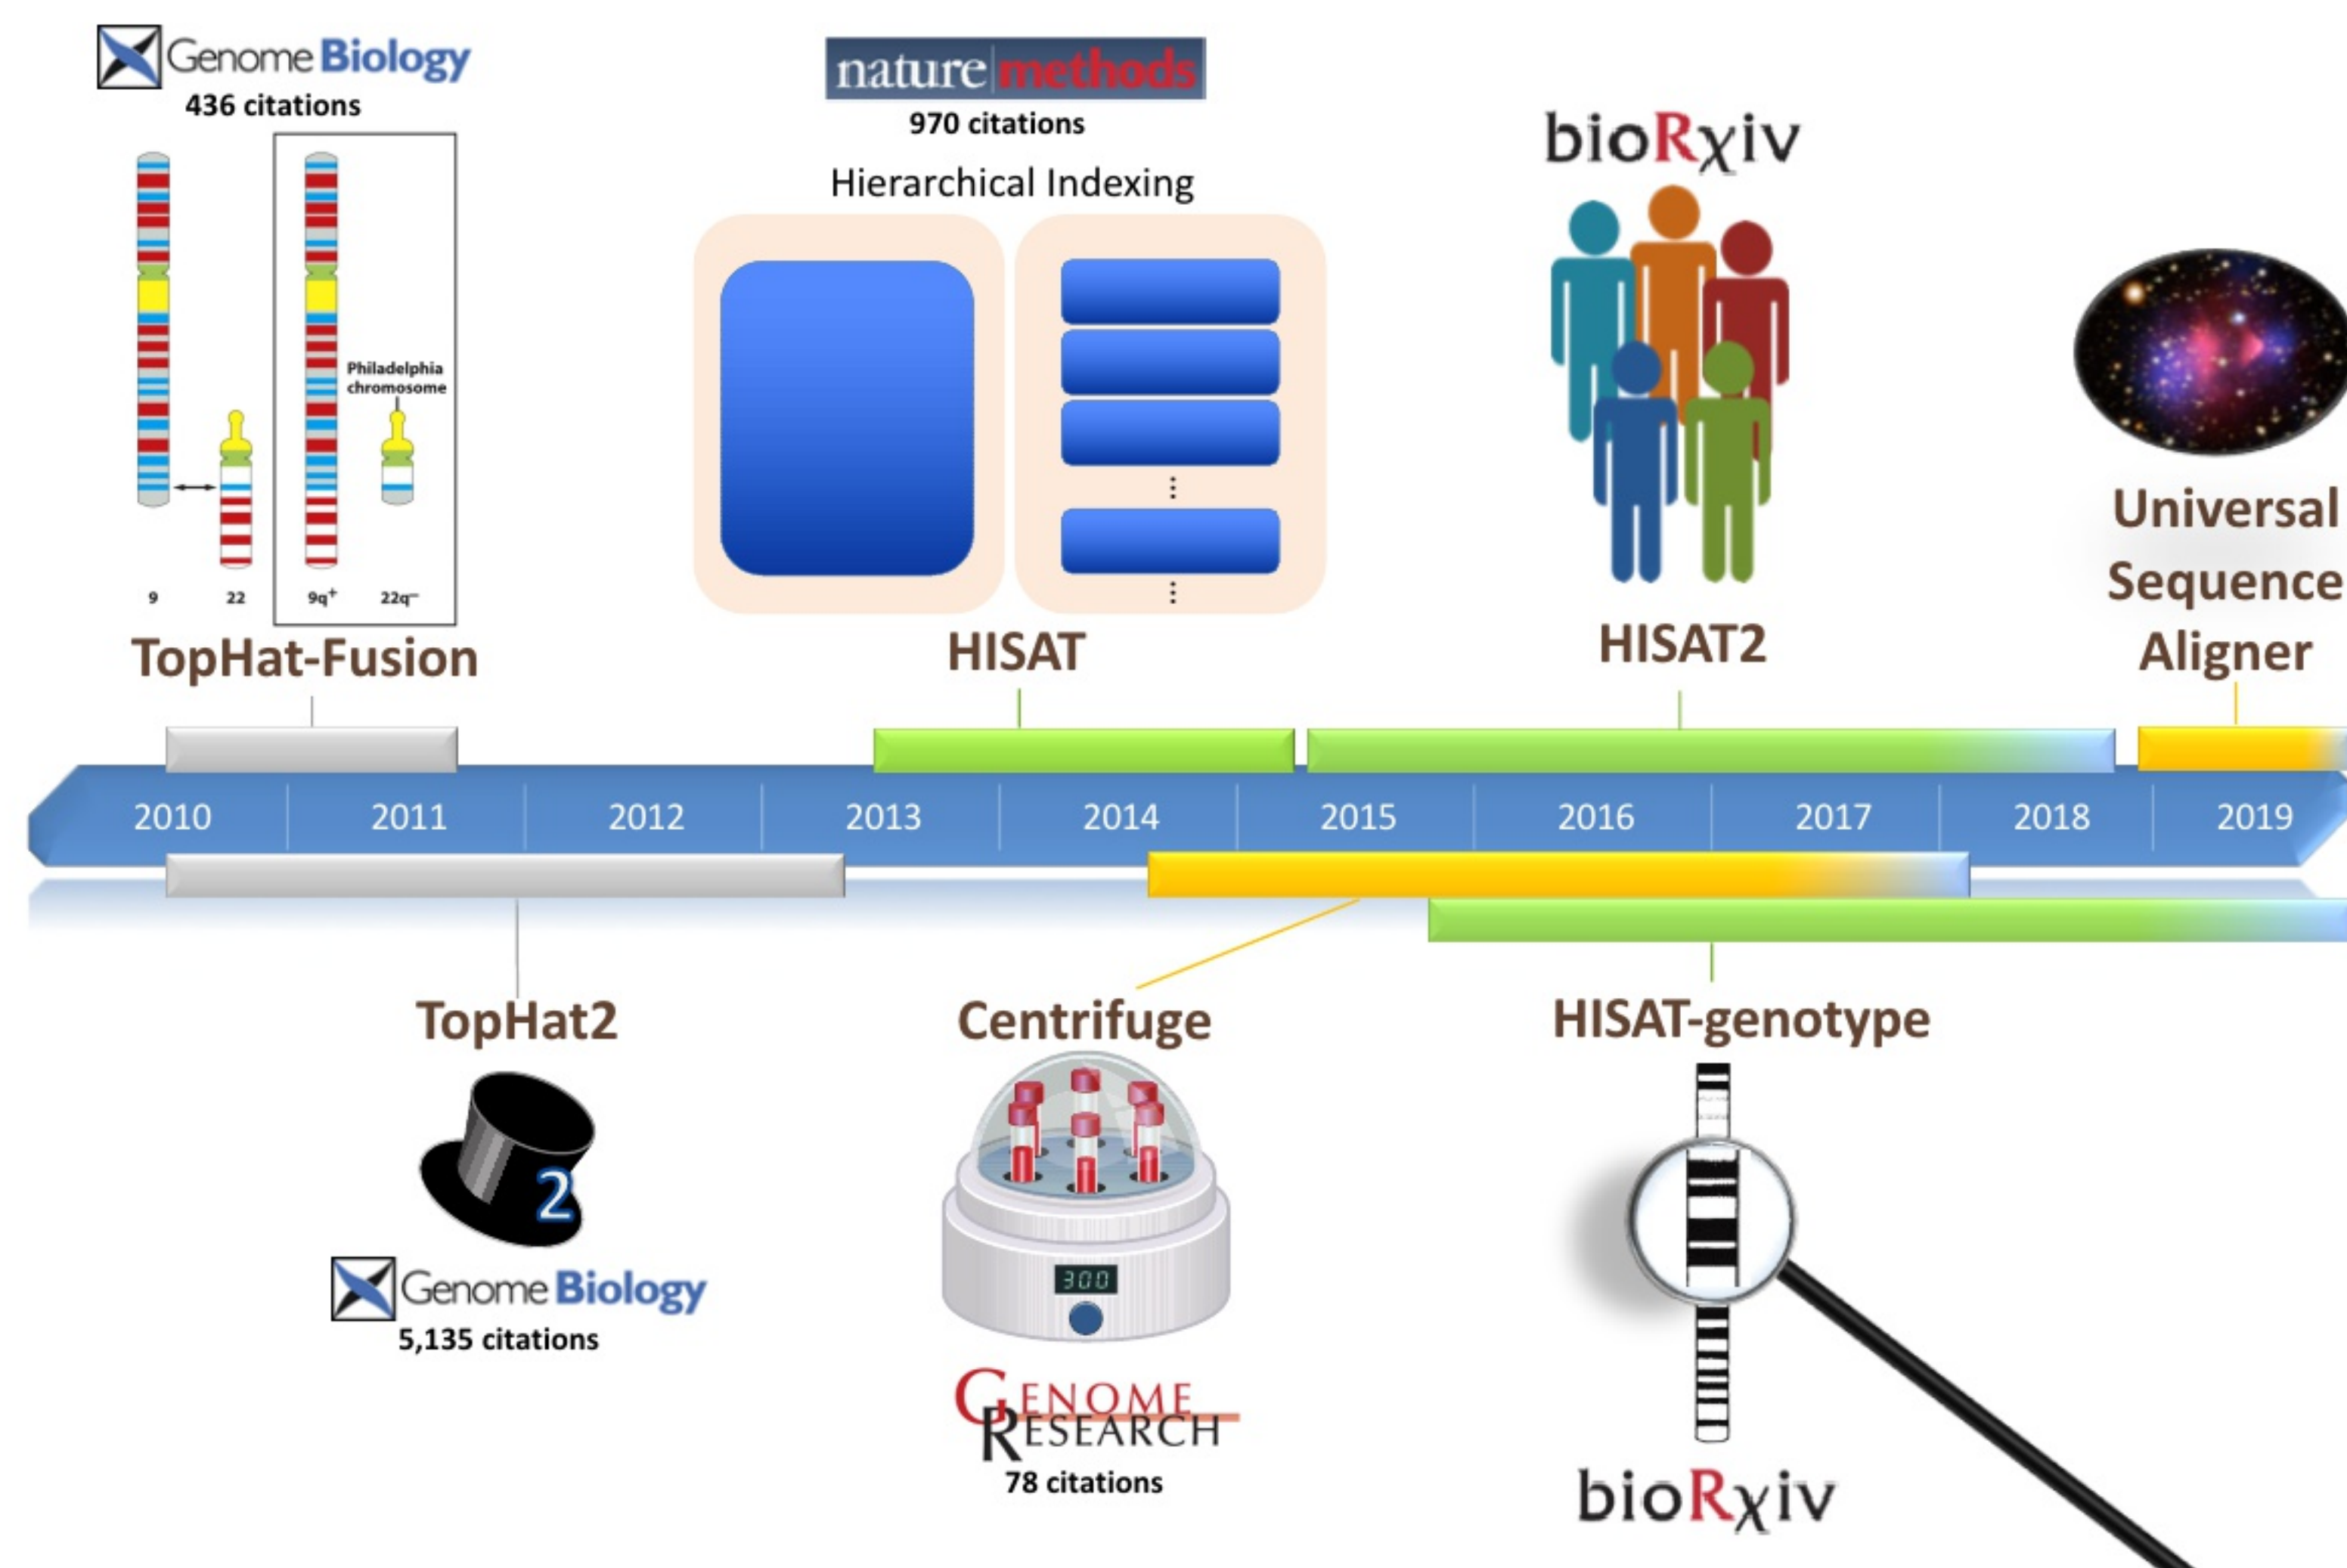 Genome Biology
436 citations
Philadelphia
chromosome
9
22
9q+
22q−
TopHat-Fusion
nature methods
970 citations
Hierarchical Indexing
HISAT
bioRχiv
HISAT2
Universal
Sequence
Aligner
2010
2011
2012
2013
2014
2015
2016
2017
2018
2019
TopHat2
2
Genome Biology
5,135 citations
Centrifuge
300
GENOME
RESEARCH
78 citations
HISAT-genotype
bioRχiv